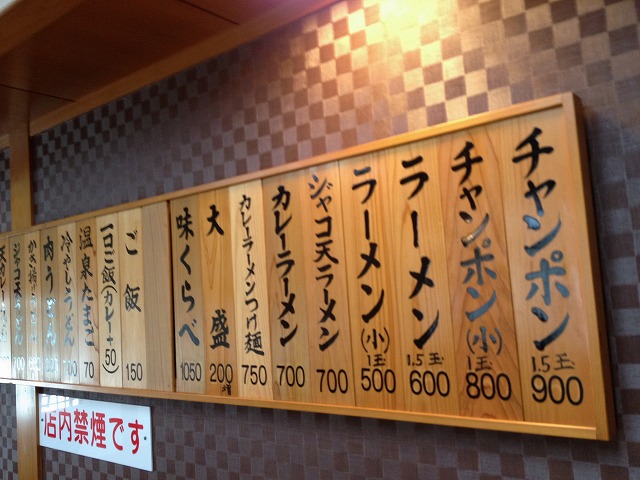 チャンポン 1.5玉 900
チャンポン(小) 1玉 800
ラーメン 1.5玉 600
ラーメン(小) 1玉 500
ジャコ天ラーメン 700
カレーラーメン 700
カレーラーメンつけ麺 750
大盛 200
味くらべ 1050
ご飯 150
一口ご飯(カレー+50)
温泉たまご 70
冷やしうどん
肉うどん
店内禁煙です